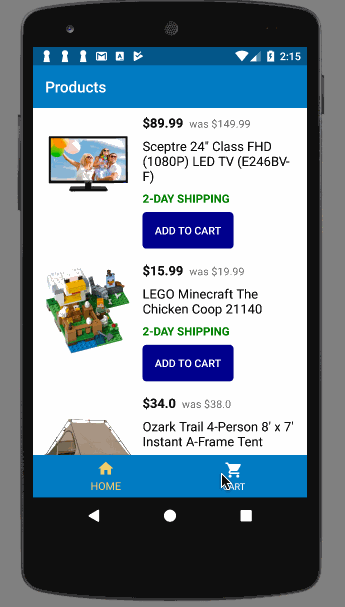 2:15
Products
$89.99 was $149.99
Sceptre 24" Class FHD
(1080P) LED TV (E246BV-
F)
2-DAY SHIPPING
ADD TO CART
$15.99 was $19.99
LEGO Minecraft The
Chicken Coop 21140
2-DAY SHIPPING
ADD TO CART
$34.0 was $38.0
Ozark Trail 4-Person 8' x 7'
Instant A-Frame Tent
HOME
CART